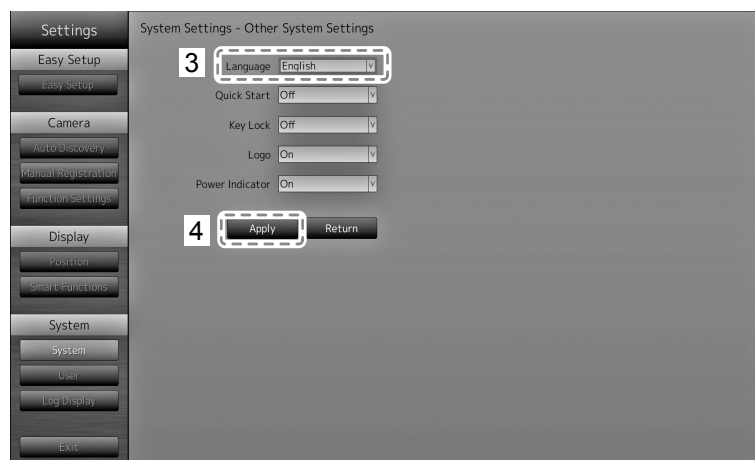 Settings
Easy Setup
Easy Setup
Camera
Auto Discovery
Manual Registration
Function Settings
Display
Position
Smart Functions
System
System
User
Log Display
Exit
System Settings - Other System Settings
3
Language English
Quick Start Off
Key Lock Off
Logo On
Power Indicator On
4
Apply Return